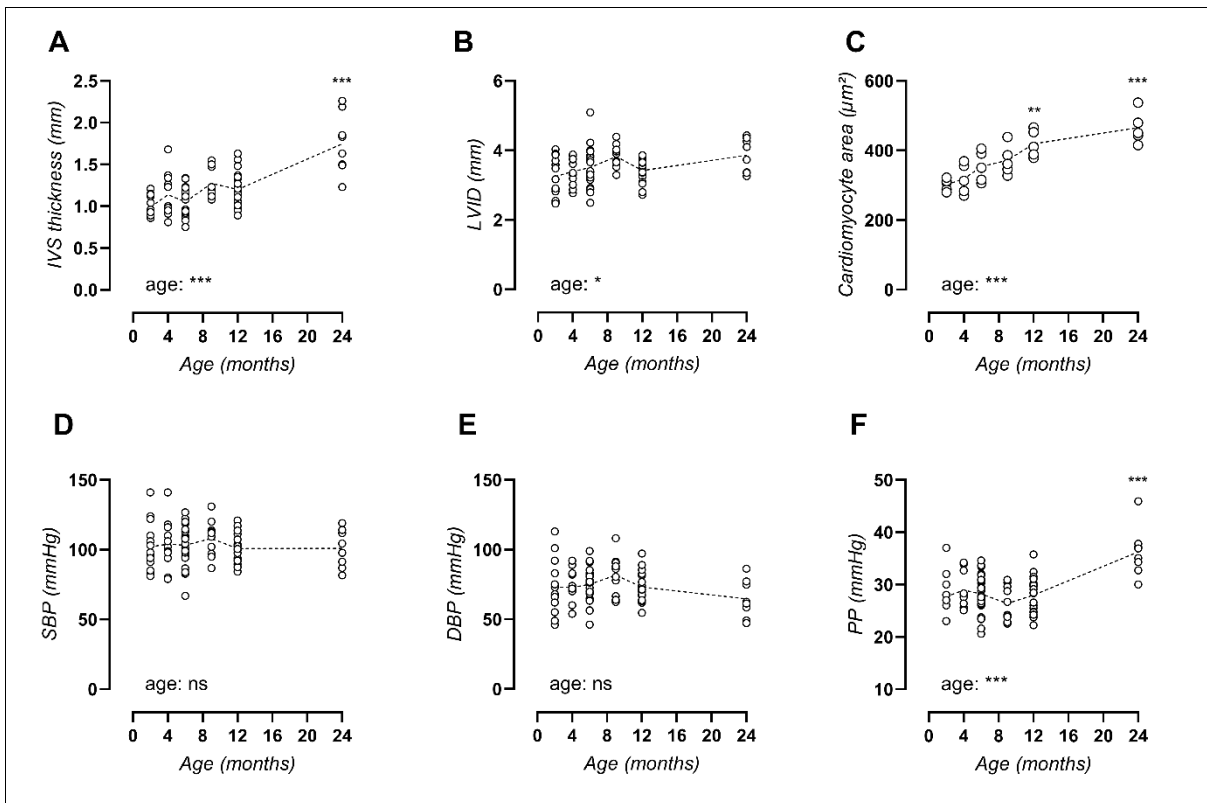 A
IVS thickness (mm)
2.5
2.0
1.5
1.0
0.5
0.0
***
age: ***
0 4 8 12 16 20 24
Age (months)
B
LVID (mm)
6
4
2
0
age: *
0 4 8 12 16 20 24
Age (months)
C
Cardiomyocyte area (µm²)
600
400
200
0
**
***
age: ***
0 4 8 12 16 20 24
Age (months)
D
SBP (mmHg)
150
100
50
0
age: ns
0 4 8 12 16 20 24
Age (months)
E
DBP (mmHg)
150
100
50
0
age: ns
0 4 8 12 16 20 24
Age (months)
F
PP (mmHg)
50
40
30
20
10
***
age: ***
0 4 8 12 16 20 24
Age (months)